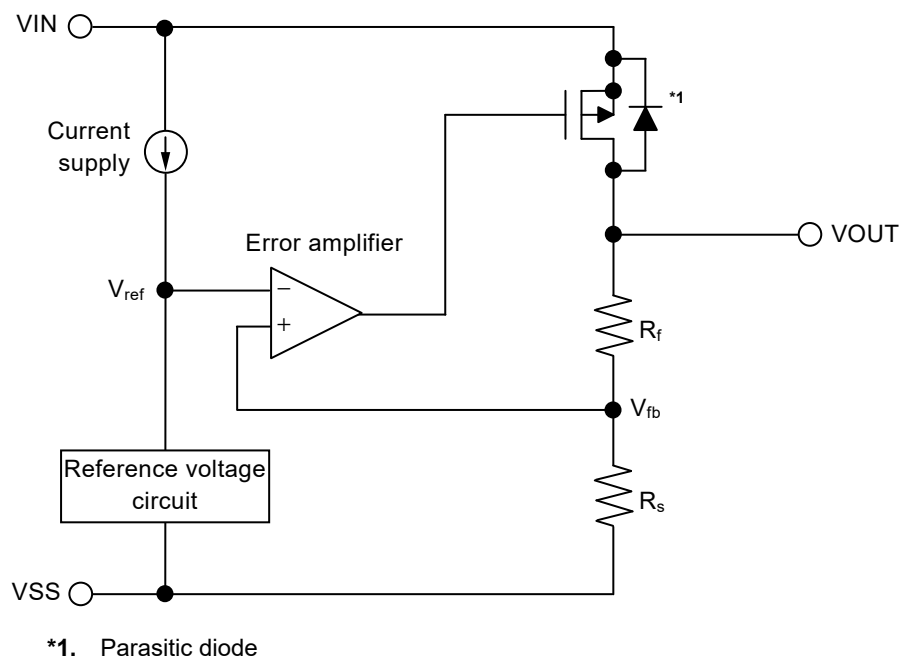 VIN
*1
Current
supply
Error amplifier
VOUT
Vref
−
+
Rf
Vfb
Reference voltage
circuit
Rs
VSS
*1. Parasitic diode